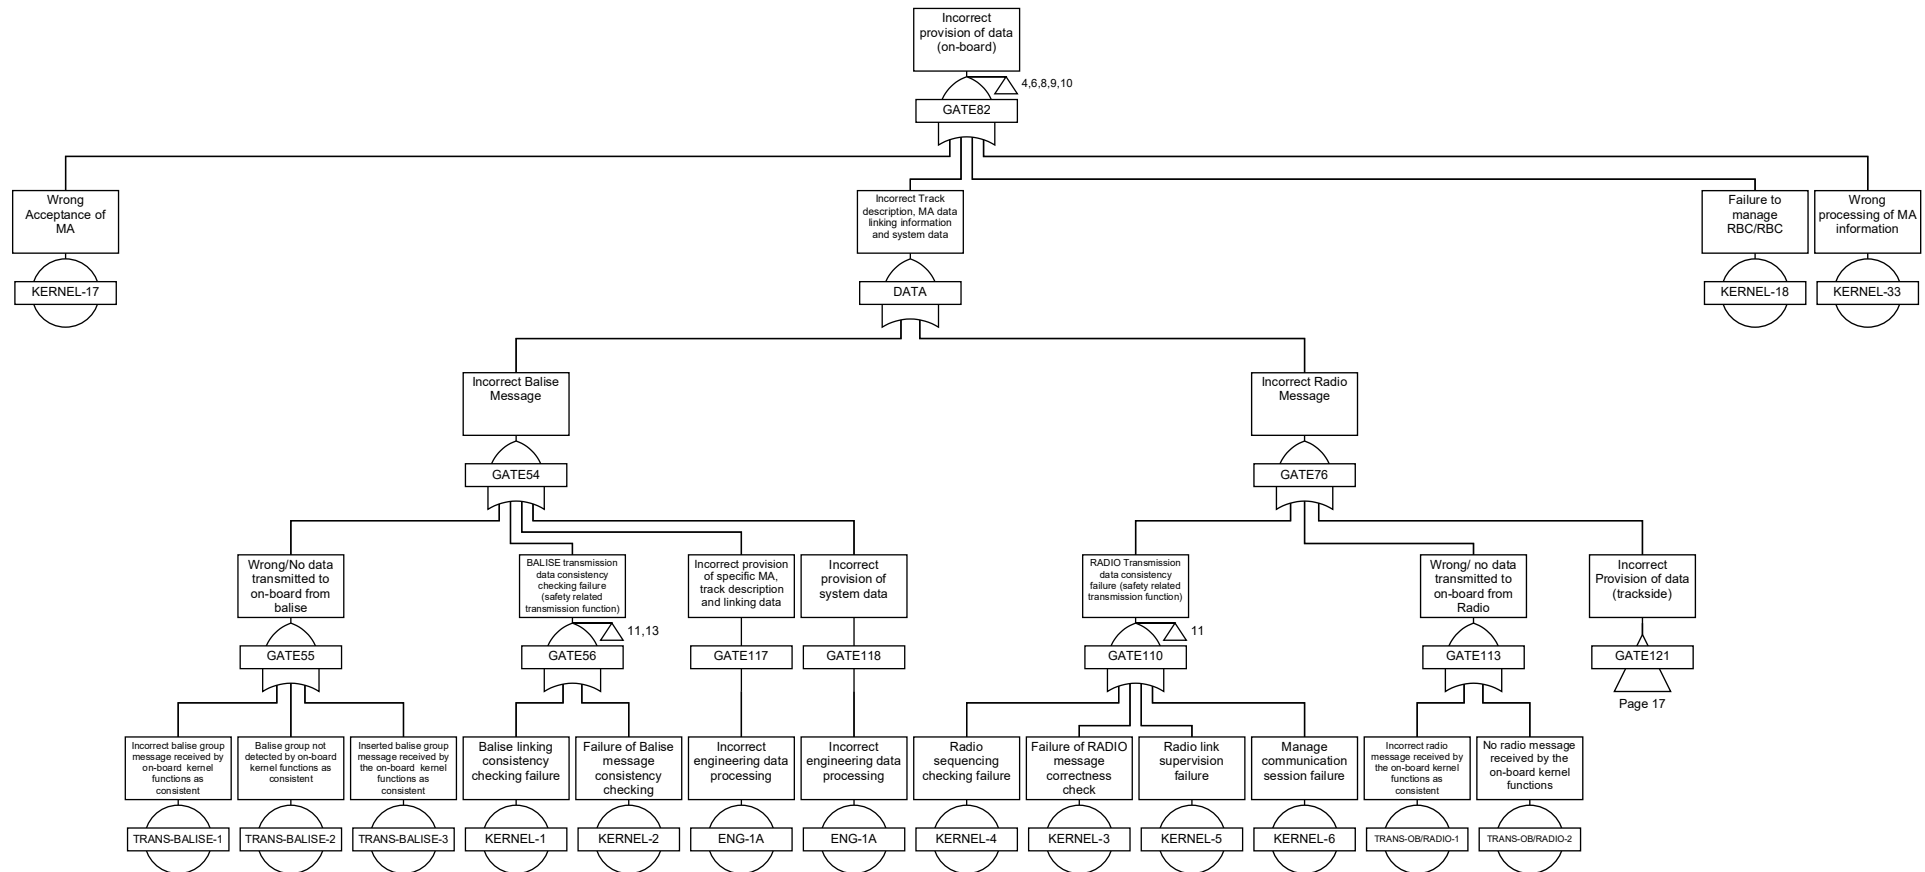 Incorrect
provision of data
(on-board)
4,6,8,9,10
GATE82
Wrong
Acceptance of
MA
KERNEL-17
Incorrect Track
description, MA data
linking information
and system data
DATA
Failure to
manage
RBC/RBC
KERNEL-18
Wrong
processing of MA
information
KERNEL-33
Incorrect Balise
Message
GATE54
Incorrect Radio
Message
GATE76
Wrong/No data
transmitted to
on-board from
balise
GATE55
BALISE transmission
data consistency
checking failure
(safety related
transmission function)
11,13
GATE56
Incorrect provision
of specific MA,
track description
and linking data
GATE117
Incorrect
provision of
system data
GATE118
RADIO Transmission
data consistency
failure (safety related
transmission function)
11
GATE110
Wrong/ no data
transmitted to
on-board from
Radio
GATE113
Incorrect
Provision of data
(trackside)
GATE121
Page 17
Incorrect balise group
message received by
on-board kernel
functions as
consistent
TRANS-BALISE-1
Balise group not
detected by on-board
kernel functions as
consistent
TRANS-BALISE-2
Inserted balise group
message received by
the on-board kernel
functions as
consistent
TRANS-BALISE-3
Balise linking
consistency
checking failure
KERNEL-1
Failure of Balise
message
consistency
checking
KERNEL-2
Incorrect
engineering data
processing
ENG-1A
Incorrect
engineering data
processing
ENG-1A
Radio
sequencing
checking failure
KERNEL-4
Failure of RADIO
message
correctness
check
KERNEL-3
Radio link
supervision
failure
KERNEL-5
Manage
communication
session failure
KERNEL-6
Incorrect radio
message received by
the on-board kernel
functions as
consistent
TRANS-OB/RADIO-1
No radio message
received by the
on-board kernel
functions
TRANS-OB/RADIO-2